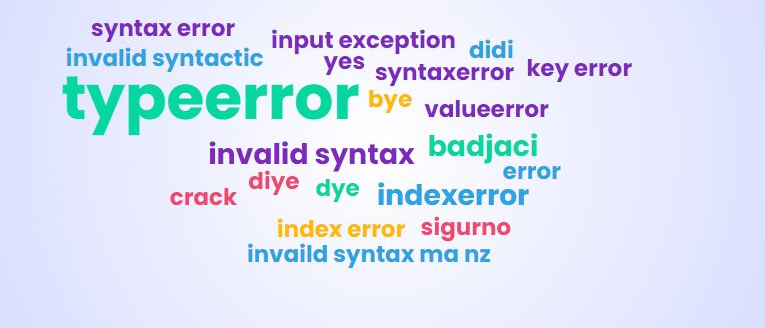 syntax error
input exception
didi
invalid syntactic
yes
syntaxerror
key error
typeerror
bye
valueerror
invalid syntax
badjaci
error
crack
diye
dye
indexerror
index error
sigurno
invaild syntax ma nz